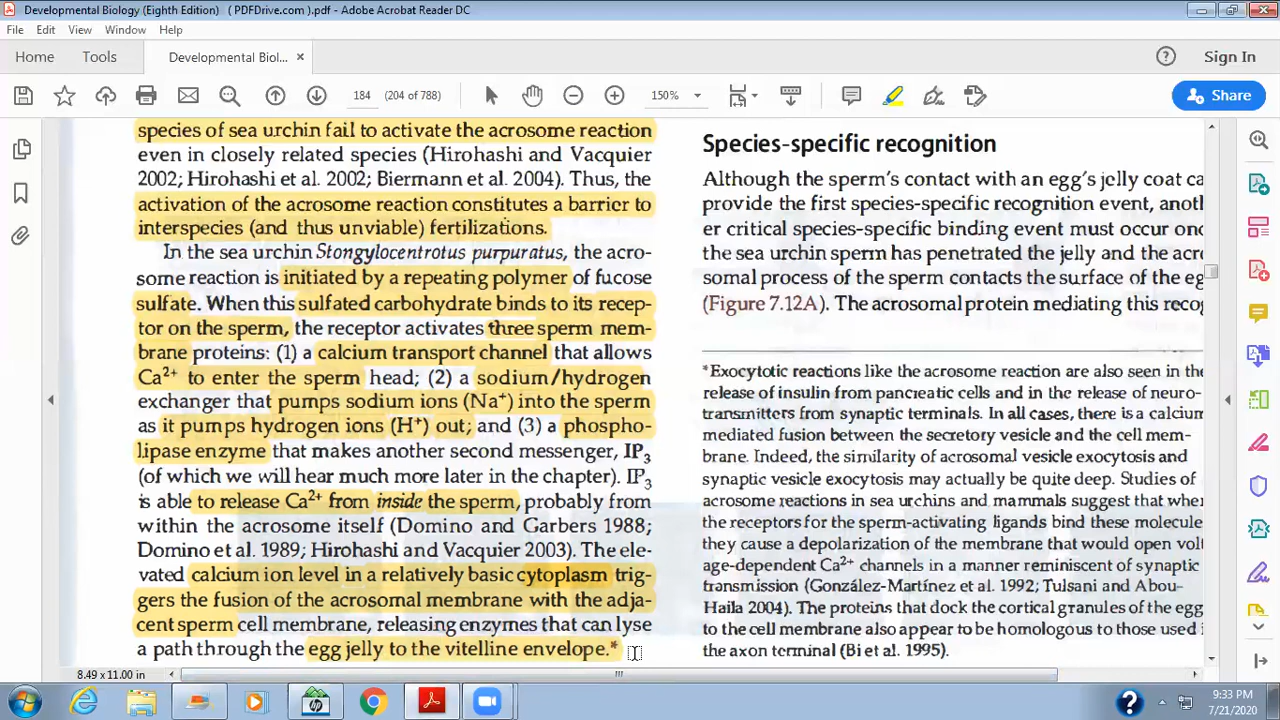 Developmental Biology (Eighth Edition) ( PDFDrive.com ).pdf - Adobe Acrobat Reader DC
File Edit View Window Help
Home Tools Developmental Biol... × Sign In
184 (204 of 788) 150% Share
species of sea urchin fail to activate the acrosome reaction
even in closely related species (Hirohashi and Vacquier
2002; Hirohashi et al. 2002; Biermann et al. 2004). Thus, the
activation of the acrosome reaction constitutes a barrier to
interspecies (and thus unviable) fertilizations.
In the sea urchin Stongylocentrotus purpuratus, the acro-
some reaction is initiated by a repeating polymer of fucose
sulfate. When this sulfated carbohydrate binds to its recep-
tor on the sperm, the receptor activates three sperm mem-
brane proteins: (1) a calcium transport channel that allows
Ca2+ to enter the sperm head; (2) a sodium/hydrogen
exchanger that pumps sodium ions (Na+) into the sperm
as it pumps hydrogen ions (H+) out; and (3) a phospho-
lipase enzyme that makes another second messenger, IP3
(of which we will hear much more later in the chapter). IP3
is able to release Ca2+ from inside the sperm, probably from
within the acrosome itself (Domino and Garbers 1988;
Domino et al. 1989; Hirohashi and Vacquier 2003). The ele-
vated calcium ion level in a relatively basic cytoplasm trig-
gers the fusion of the acrosomal membrane with the adja-
cent sperm cell membrane, releasing enzymes that can lyse
a path through the egg jelly to the vitelline envelope.*
Species-specific recognition
Although the sperm's contact with an egg's jelly coat ca
provide the first species-specific recognition event, anot
er critical species-specific binding event must occur onc
the sea urchin sperm has penetrated the jelly and the acr
somal process of the sperm contacts the surface of the eg
(Figure 7.12A). The acrosomal protein mediating this recog
*Exocytotic reactions like the acrosome reaction are also seen in the
release of insulin from pancreatic cells and in the release of neuro-
transmitters from synaptic terminals. In all cases, there is a calcium
mediated fusion between the secretory vesicle and the cell mem-
brane. Indeed, the similarity of acrosomal vesicle exocytosis and
synaptic vesicle exocytosis may actually be quite deep. Studies of
acrosome reactions in sea urchins and mammals suggest that when
the receptors for the sperm-activating ligands bind these molecule
they cause a depolarization of the membrane that would open volt
age-dependent Ca2+ channels in a manner reminiscent of synaptic
transmission (González-Martínez et al. 1992; Tulsani and Abou-
Haila 2004). The proteins that dock the cortical granules of the egg
to the cell membrane also appear to be homologous to those used i
the axon terminal (Bi et al. 1995).
8.49 x 11.00 in
9:33 PM
7/21/2020